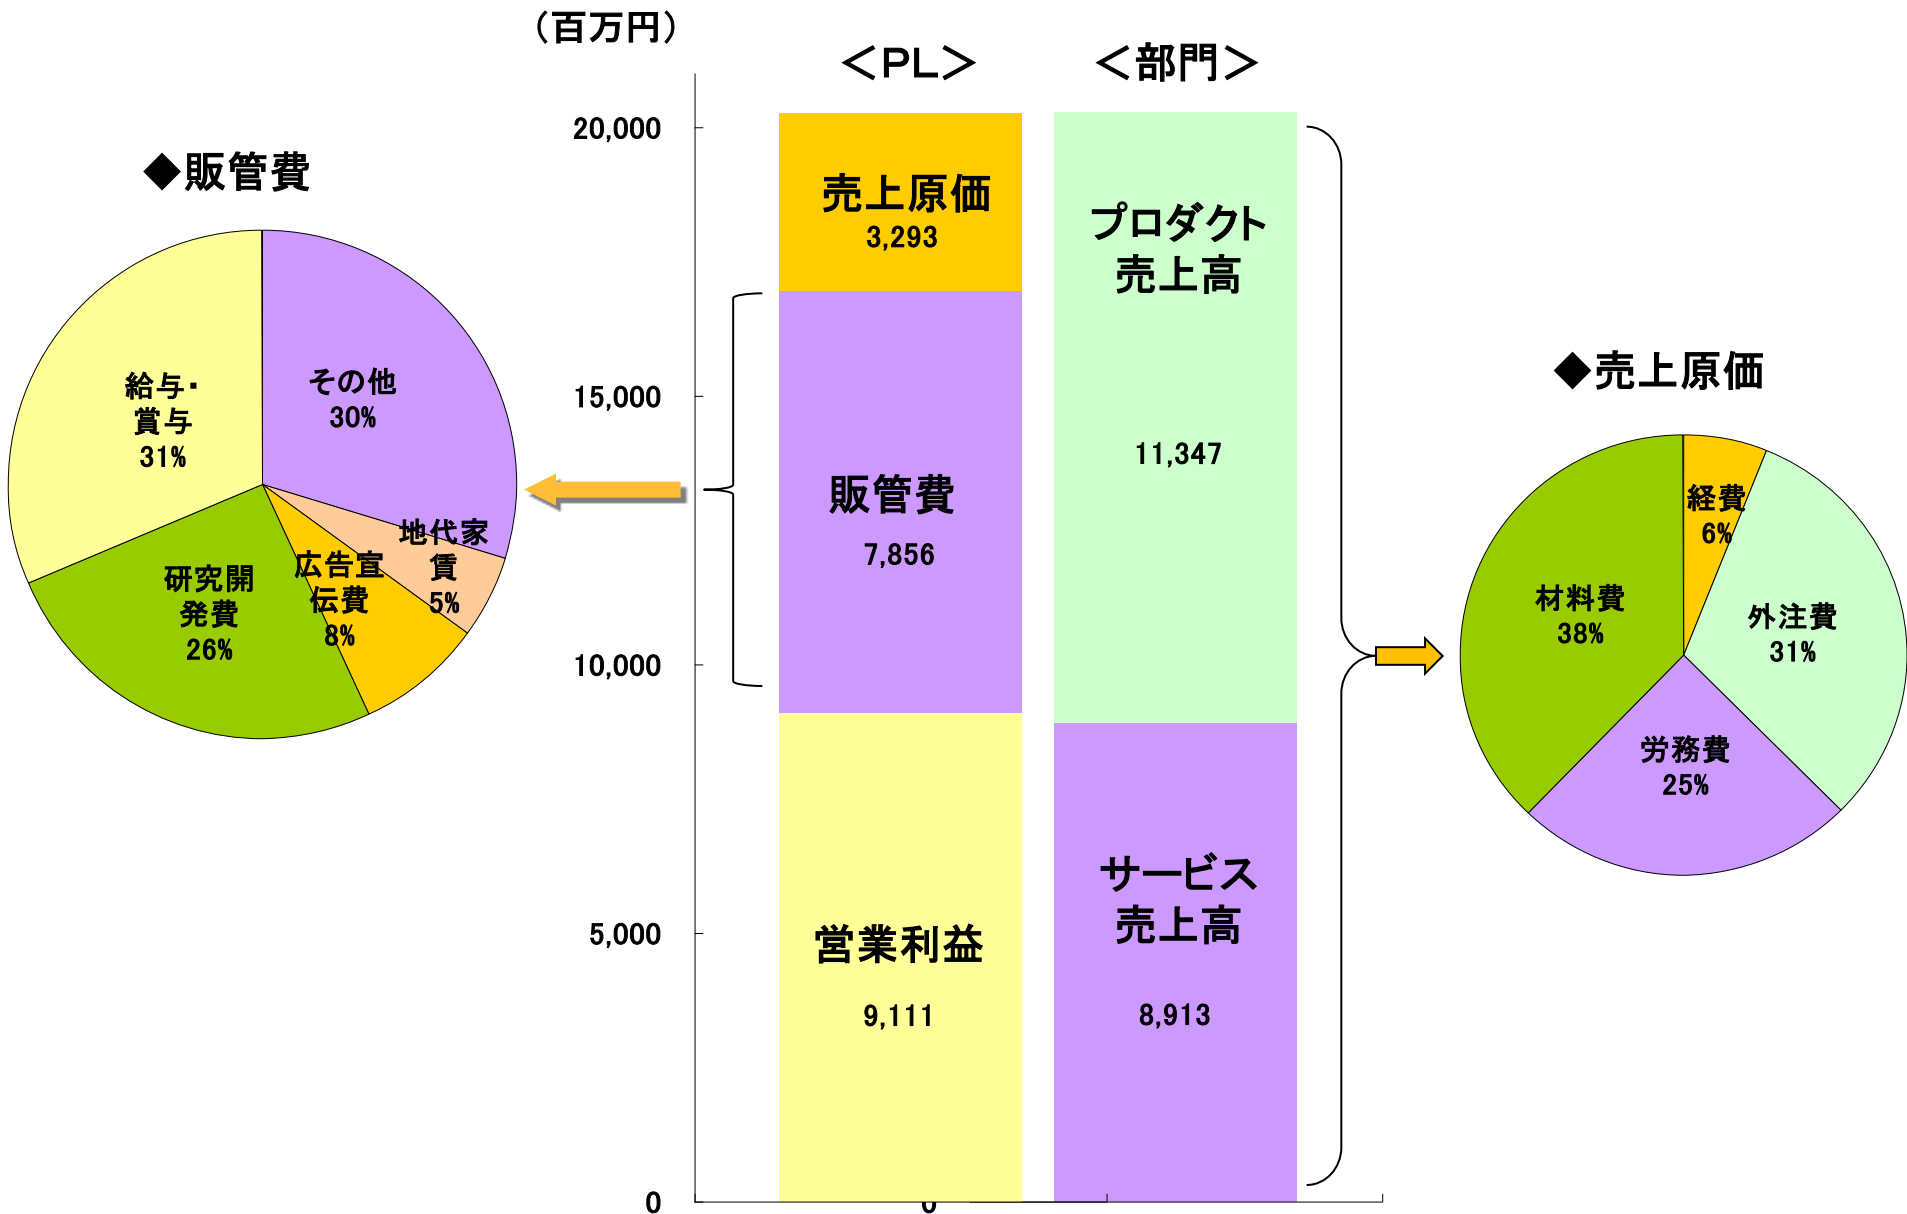 （百万円）
＜PL＞
＜部門＞
20,000
15,000
10,000
5,000
0
◆販管費
その他
30%
地代家
賃
5%
広告宣
伝費
8%
研究開
発費
26%
給与・
賞与
31%
売上原価
3,293
販管費
7,856
営業利益
9,111
プロダクト
売上高
11,347
サービス
売上高
8,913
0
◆売上原価
経費
6%
外注費
31%
労務費
25%
材料費
38%